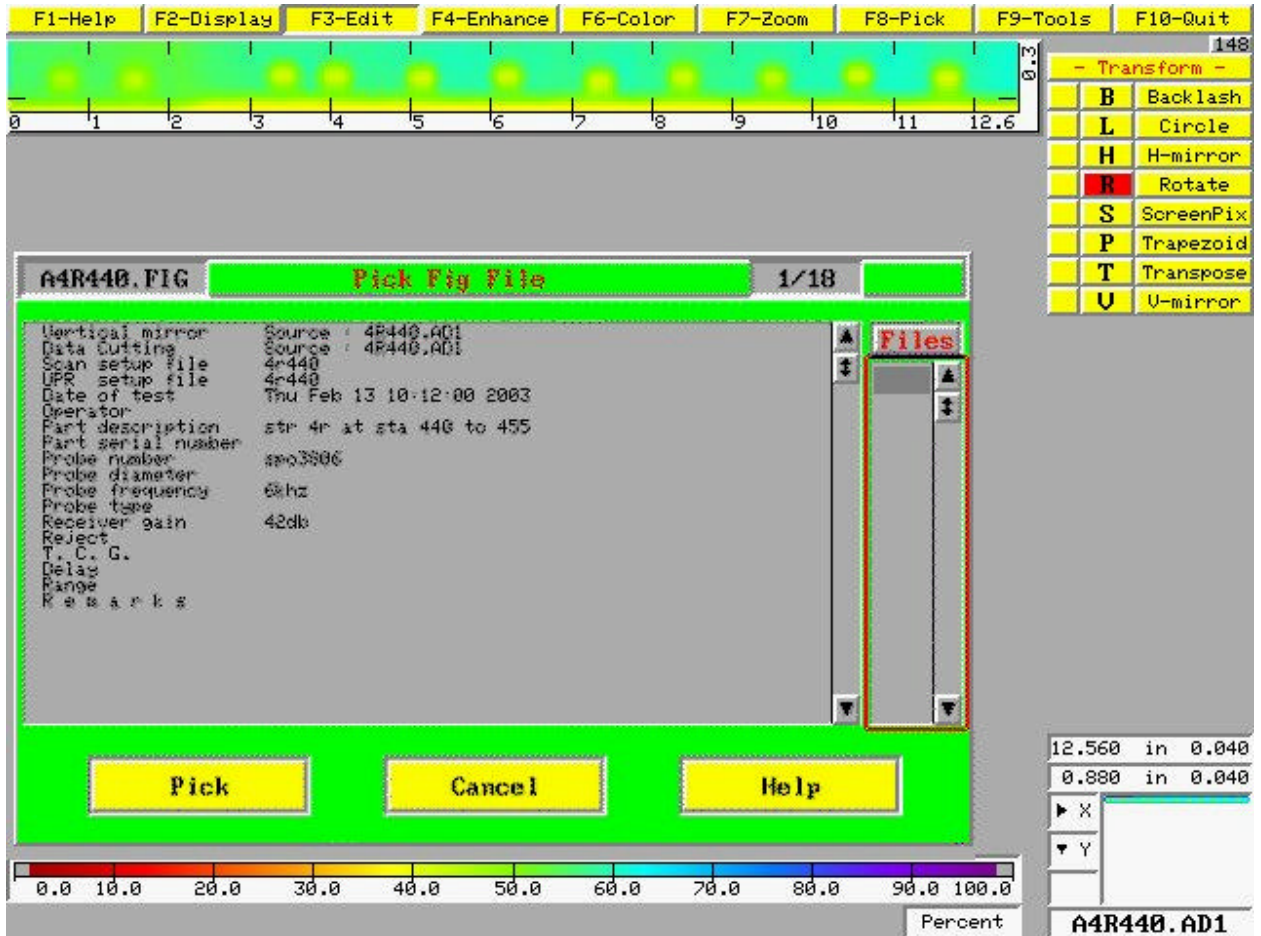 F1-Help F2-Display F3-Edit F4-Enhance F6-Color F7-Zoom F8-Pick F9-Tools F10-Quit
148
0.3
0 1 2 3 4 5 6 7 8 9 10 11 12.6
- Transform -
B Backlash
L Circle
H H-mirror
R Rotate
S ScreenPix
P Trapezoid
T Transpose
V V-mirror
A4R440.FIG Pick Fig File 1/18
Files
Vertical mirror Source : 4R440.AD1
Data Cutting Source : 4R440.AD1
Scan setup file 4r440
UPR setup file 4r440
Date of test Thu Feb 13 10:12:00 2003
Operator
Part description str 4r at sta 440 to 455
Part serial number
Probe number spo3806
Probe diameter
Probe frequency 6khz
Probe type
Receiver gain 42db
Reject
T. C. G.
Delay
Range
R e m a r k s
Pick Cancel Help
12.560 in 0.040
0.880 in 0.040
X
Y
0.0 10.0 20.0 30.0 40.0 50.0 60.0 70.0 80.0 90.0 100.0
Percent
A4R440.AD1